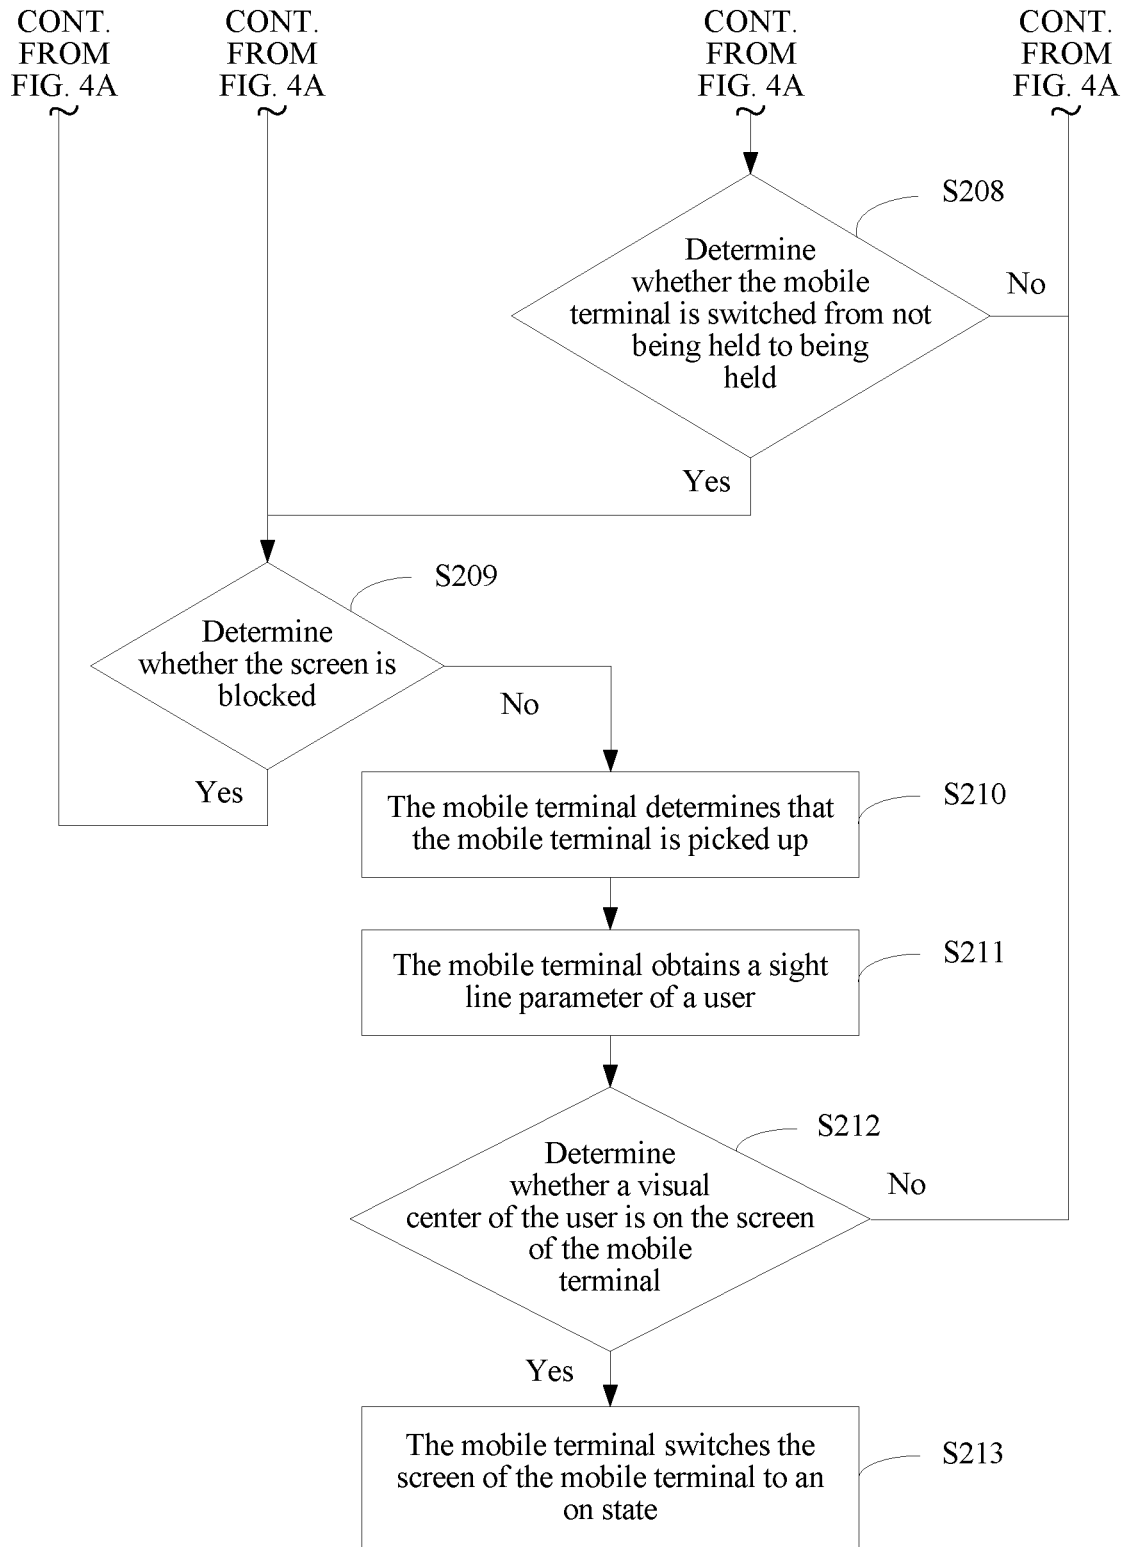 CONT.
FROM
FIG. 4A
CONT.
FROM
FIG. 4A
CONT.
FROM
FIG. 4A
CONT.
FROM
FIG. 4A
S208
Determine
whether the mobile
terminal is switched from not
being held to being
held
No
Yes
S209
Determine
whether the screen is
blocked
No
Yes
The mobile terminal determines that
the mobile terminal is picked up
S210
The mobile terminal obtains a sight
line parameter of a user
S211
S212
Determine
whether a visual
center of the user is on the screen
of the mobile
terminal
No
Yes
The mobile terminal switches the
screen of the mobile terminal to an
on state
S213